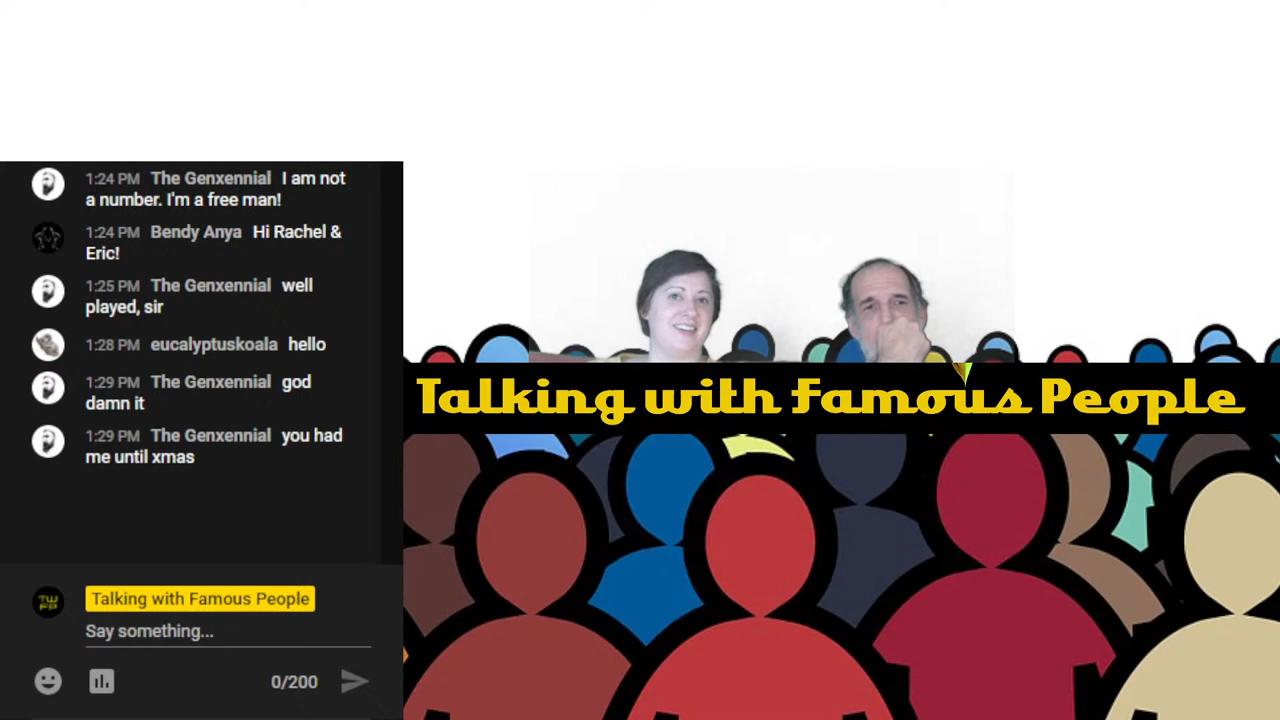 1:24 PM The Genxennial I am not
a number. I'm a free man!
1:24 PM Bendy Anya Hi Rachel &
Eric!
1:25 PM The Genxennial well
played, sir
1:28 PM eucalyptuskoala hello
1:29 PM The Genxennial god
damn it
1:29 PM The Genxennial you had
me until xmas
TW
FP
Talking with Famous People
Say something...
0/200
Talking with Famous People